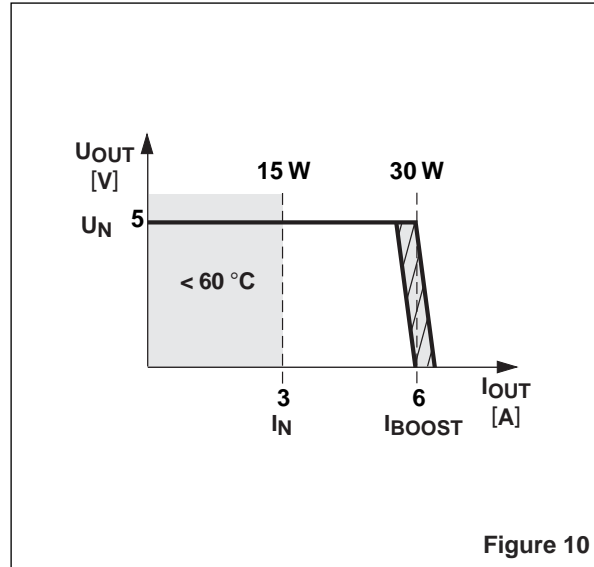 UOUT
[V]
15 W
30 W
UN
5
< 60 °C
3
IN
6
IBOOST
IOUT
[A]
Figure 10